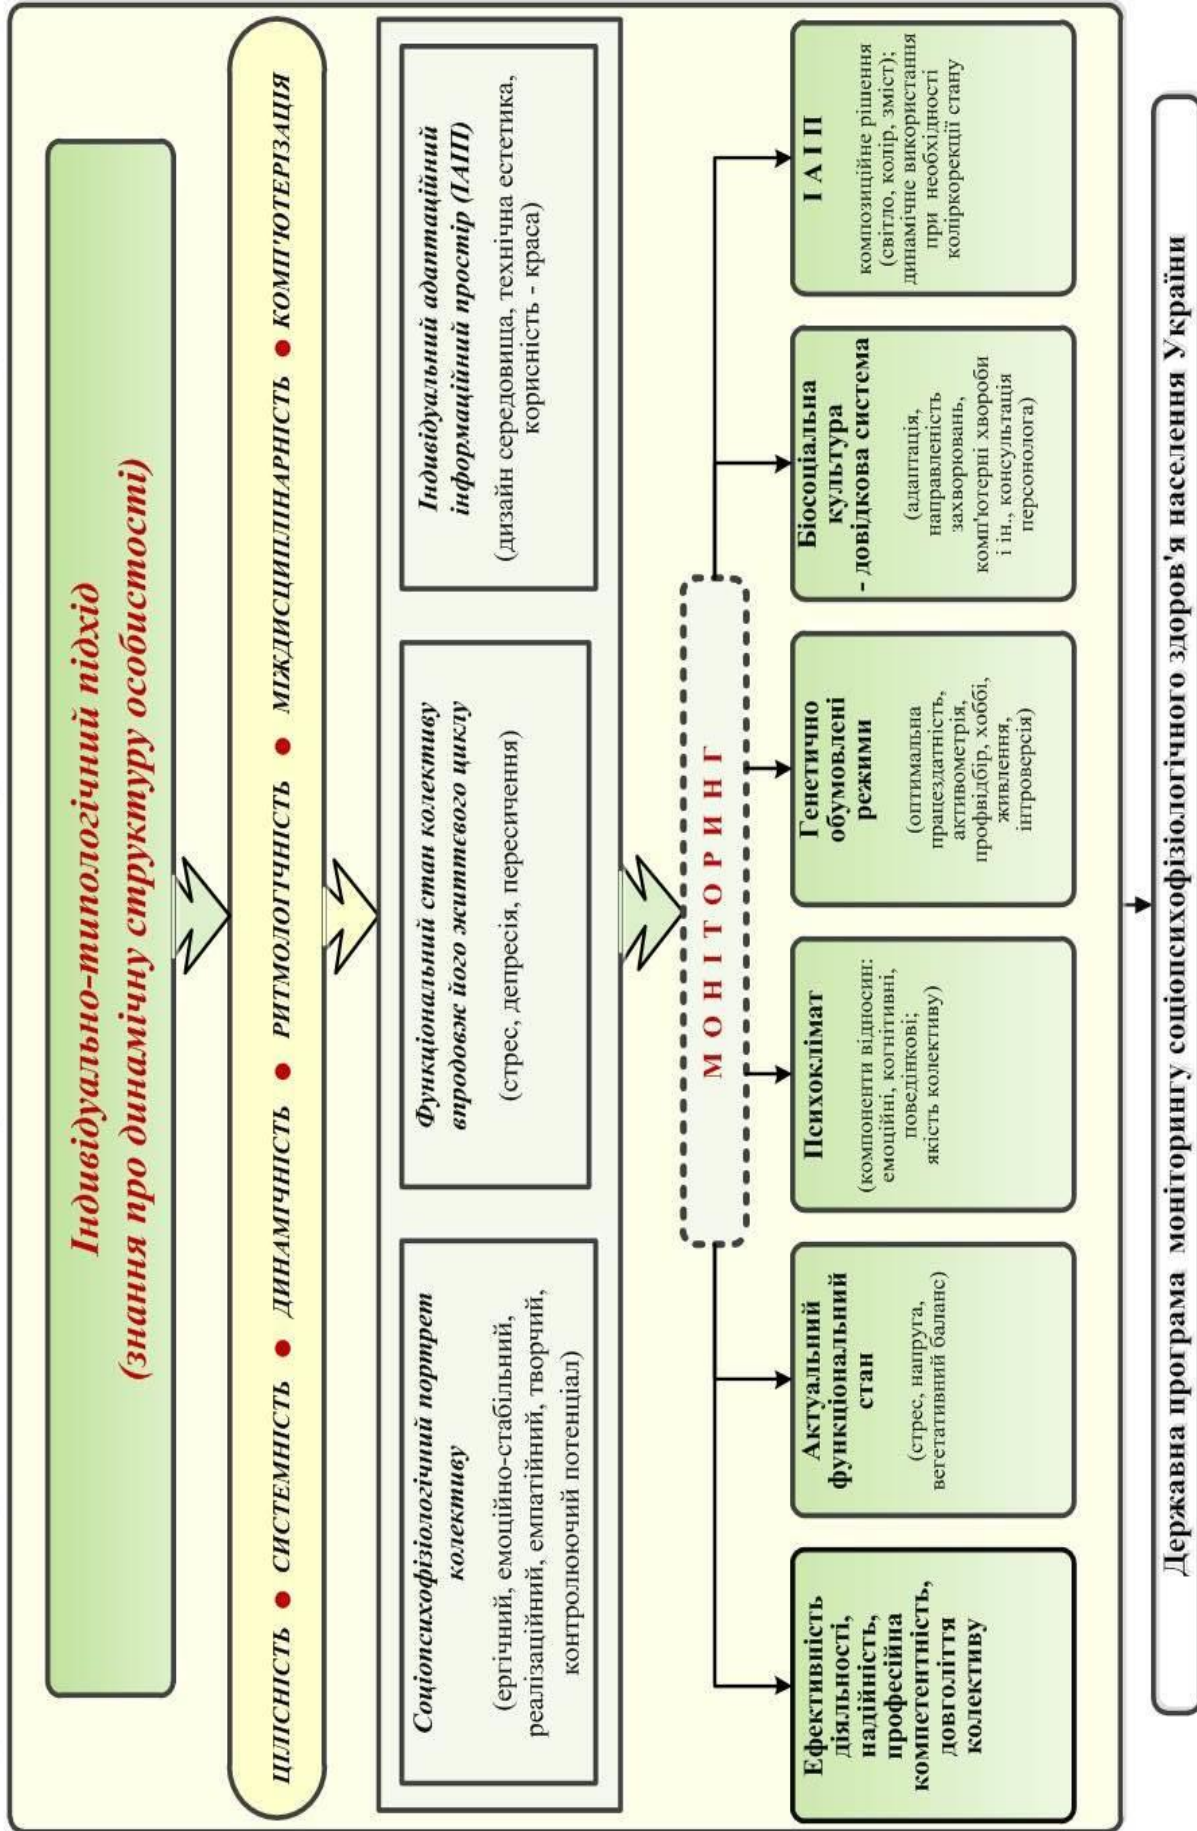 Індивідуально-типологічний підхід
(знання про динамічну структуру особистості)
ЦІЛІСНІСТЬ ● СИСТЕМНІСТЬ ● ДИНАМІЧНІСТЬ ● РИТМОЛОГІЧНІСТЬ ● МІЖДИСЦИПЛІНАРНІСТЬ ● КОМП'ЮТЕРІЗАЦІЯ
Соціопсихофізіологічний портрет
колективу
(ергічний, емоційно-стабільний,
реалізаційний, емпатійний, творчий,
контролюючий потенціал)
Функціональний стан колективу
впродовж його життєвого циклу
(стрес, депресія, пересичення)
Індивідуальний адаптаційний
інформаційний простір (ІАІП)
(дизайн середовища, технічна естетика,
корисність - краса)
МОНІТОРИНГ
Ефективність
діяльності,
надійність,
професійна
компетентність,
довголіття
колективу
Актуальний
функціональний
стан
(стрес, напруга,
вегетативний баланс)
Психоклімат
(компоненти відносин:
емоційні, когнітивні,
поведінкові;
якість колективу)
Генетично
обумовлені
режими
(оптимальна
працездатність,
активометрія,
профвідбір, хоббі,
живлення,
інтроверсія)
Біосоціальна
культура
- довідкова система
(адаптація,
направленість
захворювань,
комп'ютерні хвороби
і ін., консультація
персонолога)
І А І П
композиційне рішення
(світло, колір, зміст);
динамічне використання
при необхідності
коліркорекції стану
Державна програма моніторингу соціопсихофізіологічного здоров'я населення України